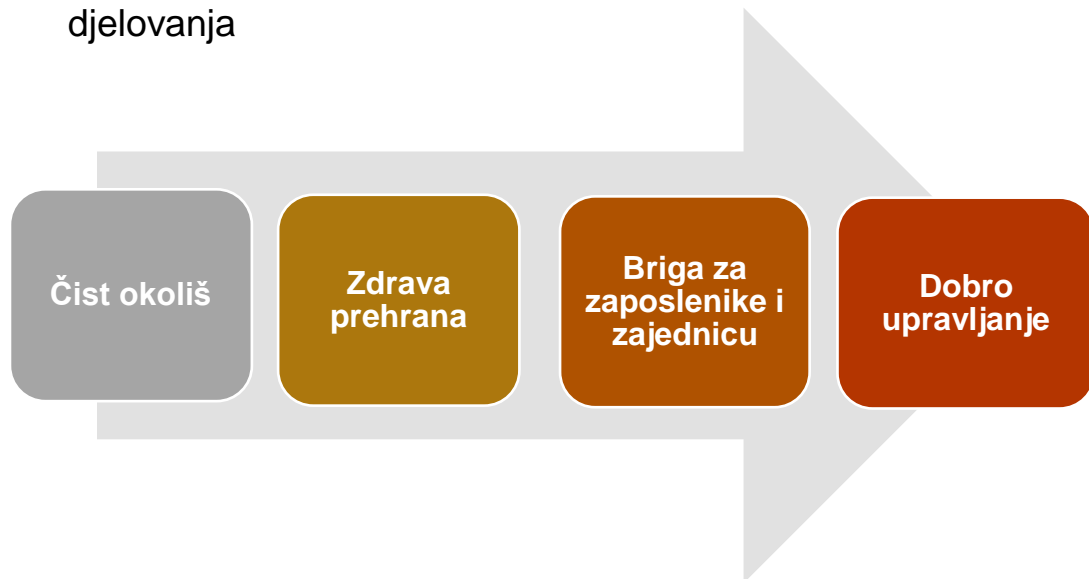 djelovanja
Čist okoliš
Zdrava
prehrana
Briga za
zaposlenike i
zajednicu
Dobro
upravljanje